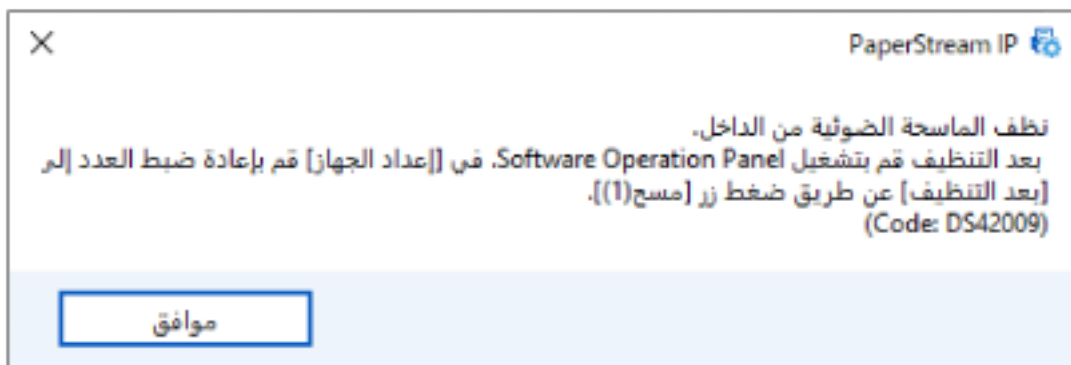 PaperStream IP
نظف الماسحة الضوئية من الداخل.
بعد التنظيف قم بتشغيل Software Operation Panel. في [إعداد الجهاز] قم بإعادة ضبط العدد إلى
[بعد التنظيف] عن طريق ضغط زر [مسح(1)].
(Code: DS42009)
موافق